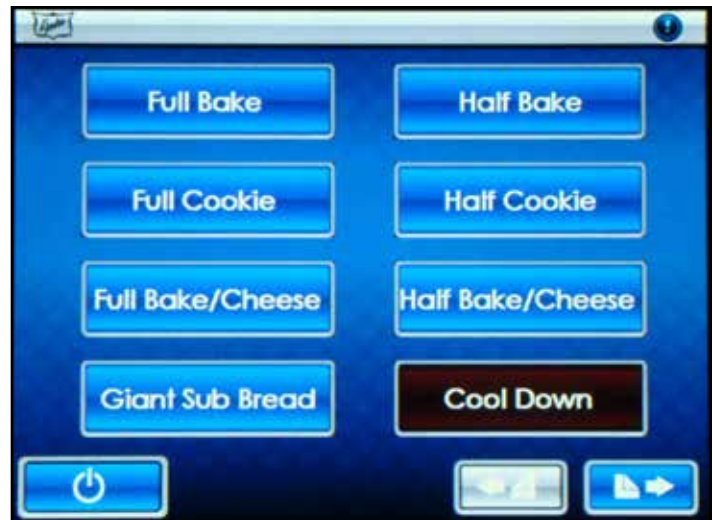 Full Bake
Half Bake
Full Cookie
Half Cookie
Full Bake/Cheese
Half Bake/Cheese
Giant Sub Bread
Cool Down